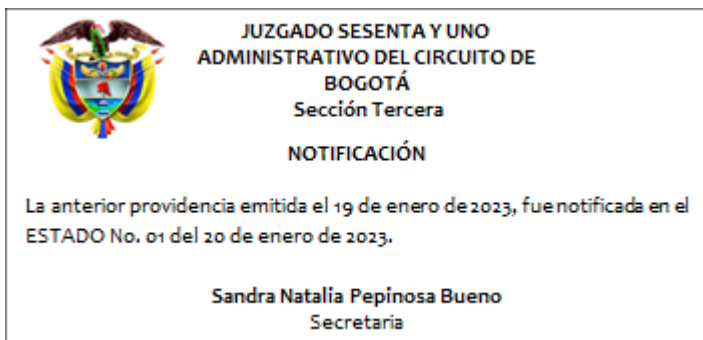 JUZGADO SESENTA Y UNO
ADMINISTRATIVO DEL CIRCUITO DE
BOGOTÁ
Sección Tercera
NOTIFICACIÓN
La anterior providencia emitida el 19 de enero de 2023, fue notificada en el
ESTADO No. 01 del 20 de enero de 2023.
Sandra Natalia Pepinosa Bueno
Secretaria